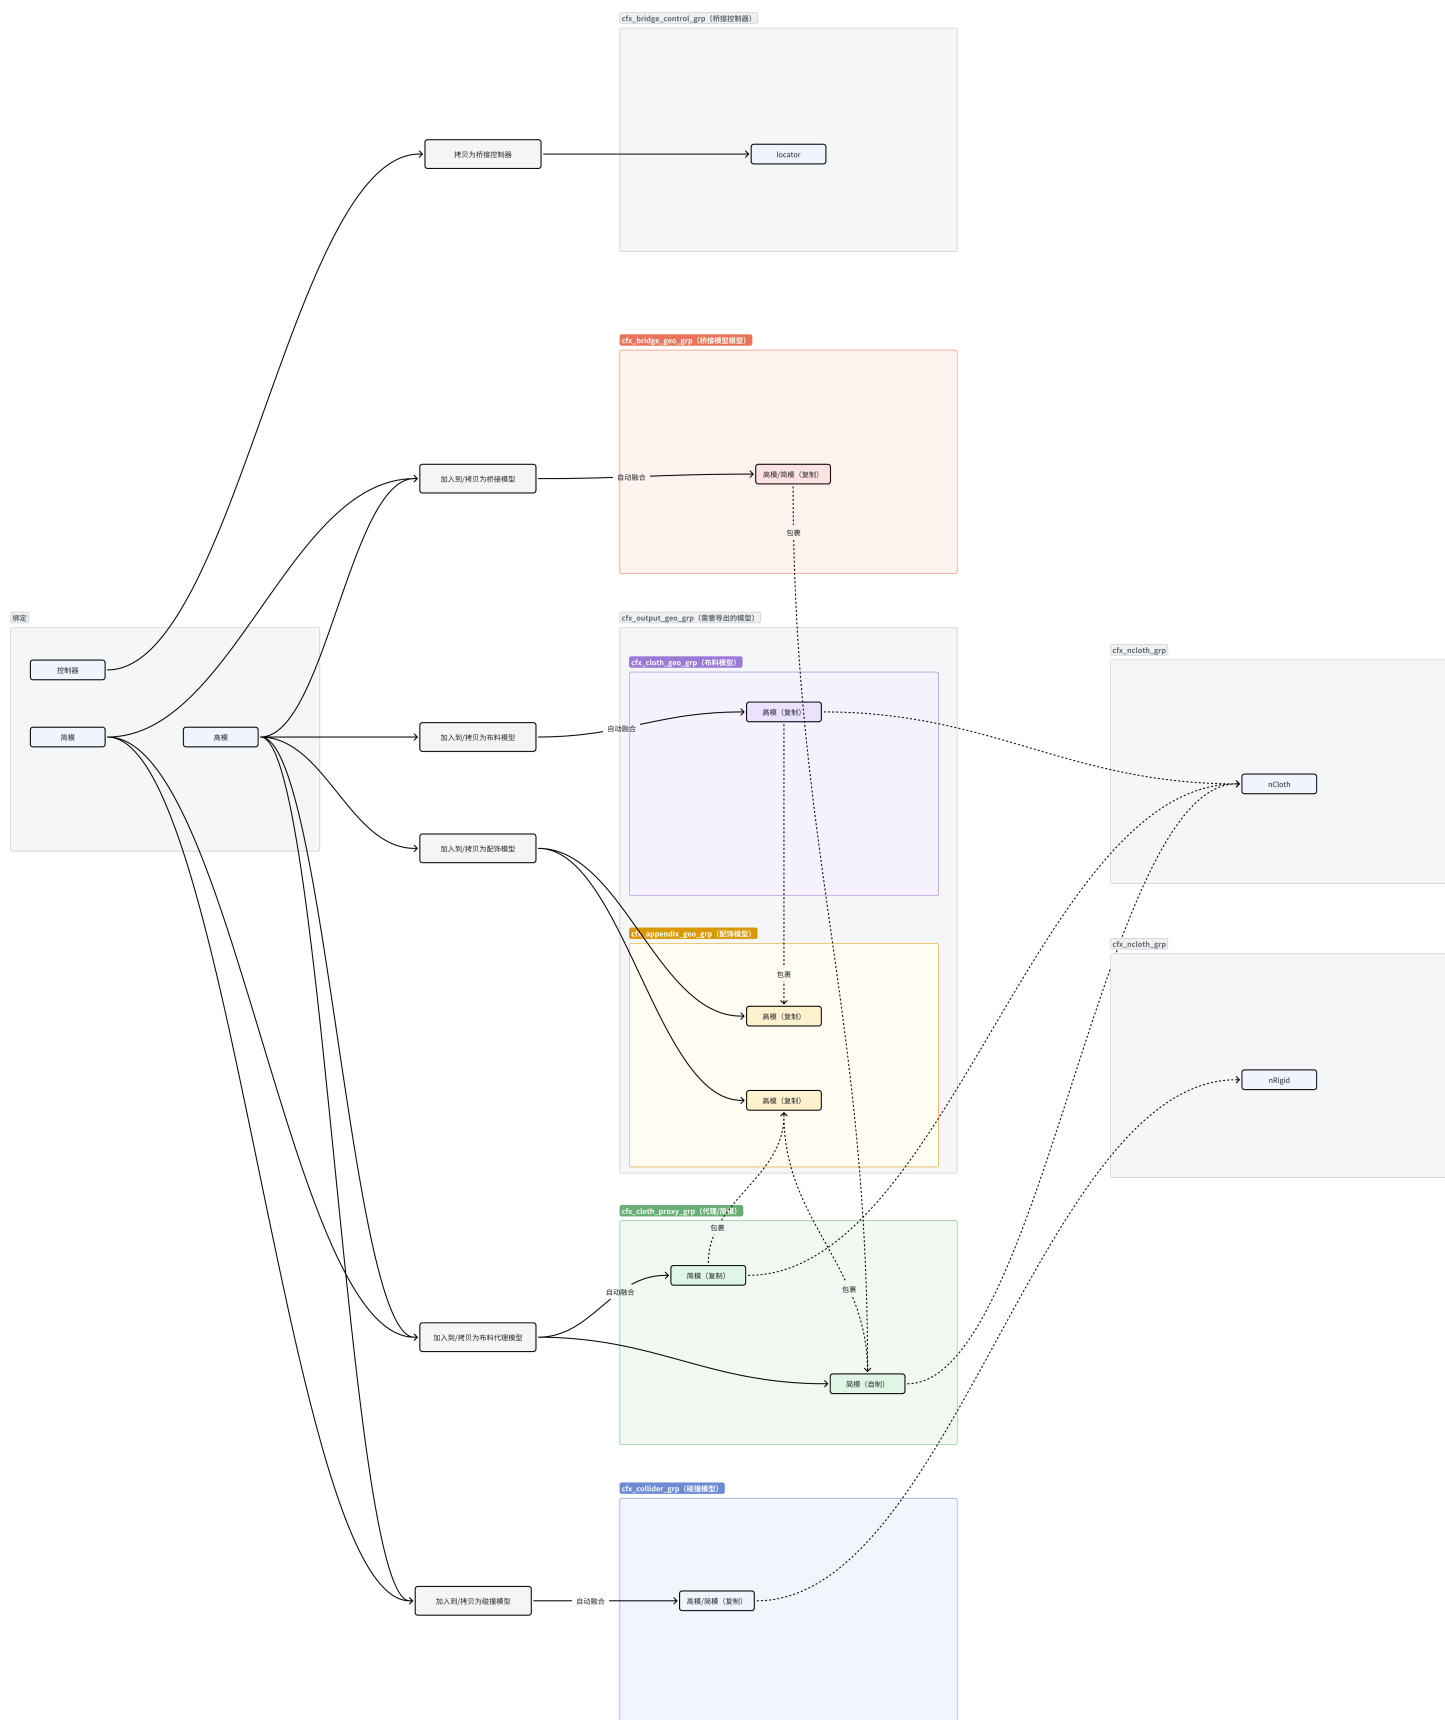 cfx_bridge_control_grp（桥接控制器）
拷贝为桥接控制器
locator
cfx_bridge_geo_grp（桥接模型模型）
加入到/拷贝为桥接模型
自动融合
高模/简模（复制）
包裹
绑定
控制器
简模
高模
cfx_output_geo_grp（需要导出的模型）
cfx_cloth_geo_grp（布料模型）
高模（复制）
加入到/拷贝为布料模型
自动融合
cfx_ncloth_grp
nCloth
加入到/拷贝为配饰模型
cfx_appendix_geo_grp（配饰模型）
包裹
高模（复制）
高模（复制）
cfx_ncloth_grp
nRigid
cfx_cloth_proxy_grp（代理/简模）
包裹
简模（复制）
自动融合
包裹
加入到/拷贝为布料代理模型
简模（自制）
cfx_collider_grp（碰撞模型）
加入到/拷贝为碰撞模型
自动融合
高模/简模（复制）